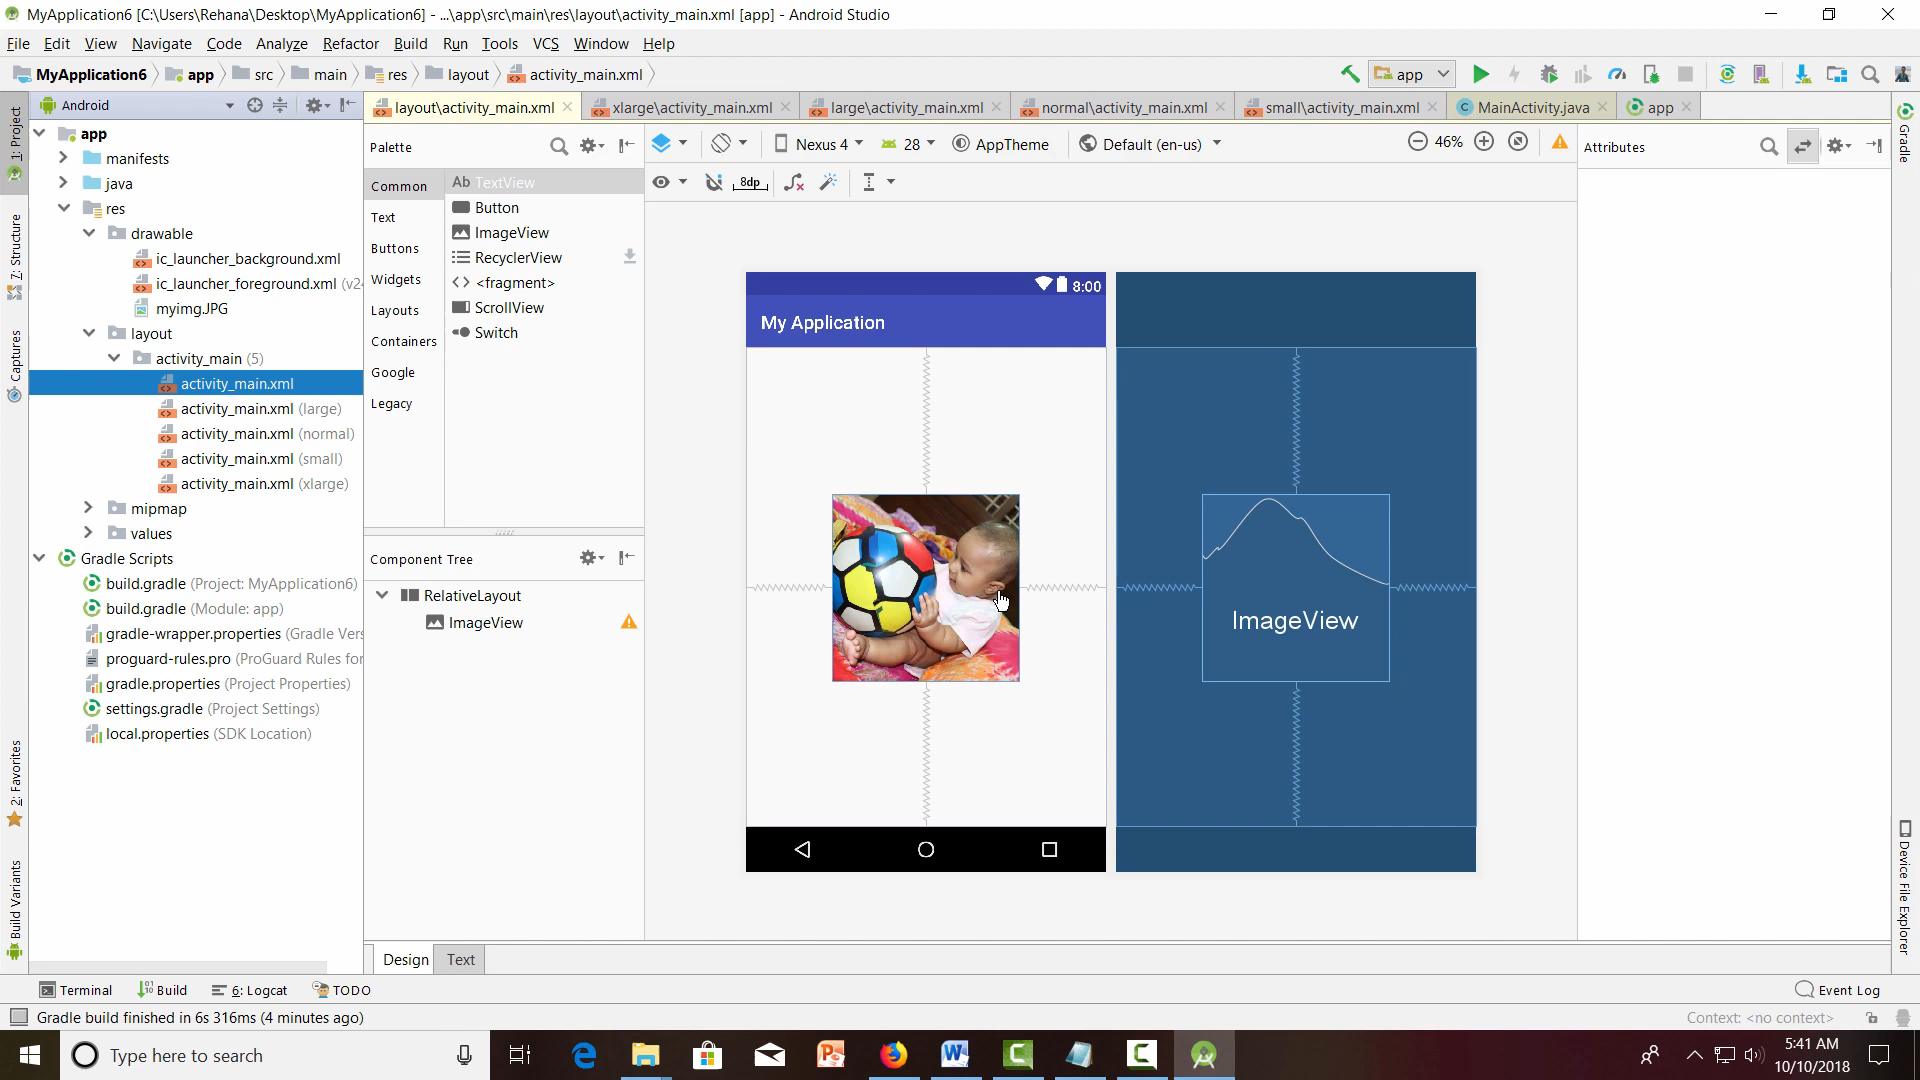 MyApplication6 [C:\Users\Rehana\Desktop\MyApplication6] - ...\app\src\main\res\layout\activity_main.xml [app] - Android Studio
File Edit View Navigate Code Analyze Refactor Build Run Tools VCS Window Help
MyApplication6 app src main res layout activity_main.xml app
Android layout\activity_main.xml xlarge\activity_main.xml large\activity_main.xml normal\activity_main.xml small\activity_main.xml MainActivity.java app
1: Project
7: Structure
Captures
2: Favorites
Build Variants
app
manifests
java
res
drawable
ic_launcher_background.xml
ic_launcher_foreground.xml (v2
myimg.JPG
layout
activity_main (5)
activity_main.xml
activity_main.xml (large)
activity_main.xml (normal)
activity_main.xml (small)
activity_main.xml (xlarge)
mipmap
values
Gradle Scripts
build.gradle (Project: MyApplication6)
build.gradle (Module: app)
gradle-wrapper.properties (Gradle Vers
proguard-rules.pro (ProGuard Rules for
gradle.properties (Project Properties)
settings.gradle (Project Settings)
local.properties (SDK Location)
Palette
Common
Text
Buttons
Widgets
Layouts
Containers
Google
Legacy
Ab TextView
Button
ImageView
RecyclerView
<fragment>
ScrollView
Switch
Component Tree
RelativeLayout
ImageView
Nexus 4 28 AppTheme Default (en-us) 46%
8dp
8:00
My Application
ImageView
Attributes
Gradle
Device File Explorer
Design Text
Terminal Build 6: Logcat TODO Event Log
Gradle build finished in 6s 316ms (4 minutes ago) Context: <no context>
Type here to search
5:41 AM
10/10/2018